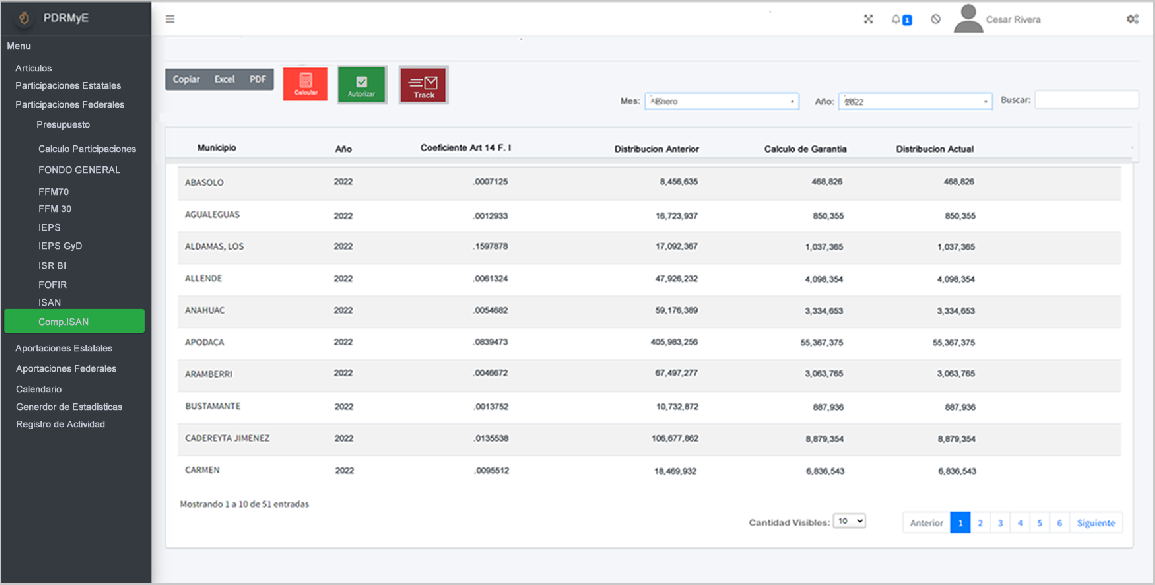 PDRMyE
1
Cesar Rivera
Menu
Articulos
Participaciones Estatales
Participaciones Federales
Presupuesto
Calculo Participaciones
FONDO GENERAL
FFM70
FFM 30
IEPS
IEPS GyD
ISR BI
FOFIR
ISAN
Comp.ISAN
Aportaciones Estatales
Aportaciones Federales
Calendario
Generdor de Estadísticas
Registro de Actividad
Copiar Excel PDF Calcular Autorizar Track
Mes: Enero Año: 2022 Buscar:
Municipio Año Coeficiente Art 14 F. I Distribucion Anterior Calculo de Garantia Distribucion Actual
ABASOLO 2022 .0007125 8,456,635 468,826 468,826
AGUALEGUAS 2022 .0012933 16,723,937 850,355 850,355
ALDAMAS, LOS 2022 .1597878 17,092,367 1,037,365 1,037,365
ALLENDE 2022 .0061324 47,926,232 4,098,354 4,098,354
ANAHUAC 2022 .0054682 59,176,389 3,334,653 3,334,653
APODACA 2022 .0839473 405,983,256 55,367,375 55,367,375
ARAMBERRI 2022 .0046672 67,497,277 3,063,765 3,063,765
BUSTAMANTE 2022 .0013752 10,732,872 687,936 687,936
CADEREYTA JIMENEZ 2022 .0135538 106,677,862 8,879,354 8,879,354
CARMEN 2022 .0095512 18,469,932 6,836,543 6,836,543
Mostrando 1 a 10 de 51 entradas
Cantidad Visibles: 10 Anterior 1 2 3 4 5 6 Siguiente